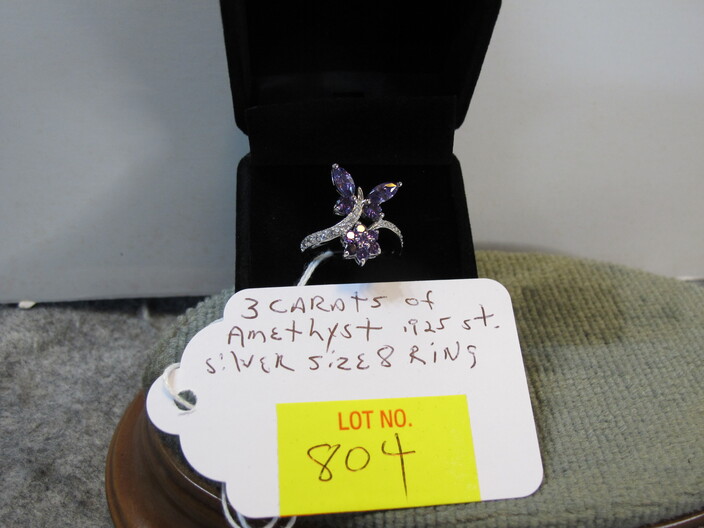 3 CARATS of
AmethysT .925 st.
silver size 8 Ring
LOT NO.
804